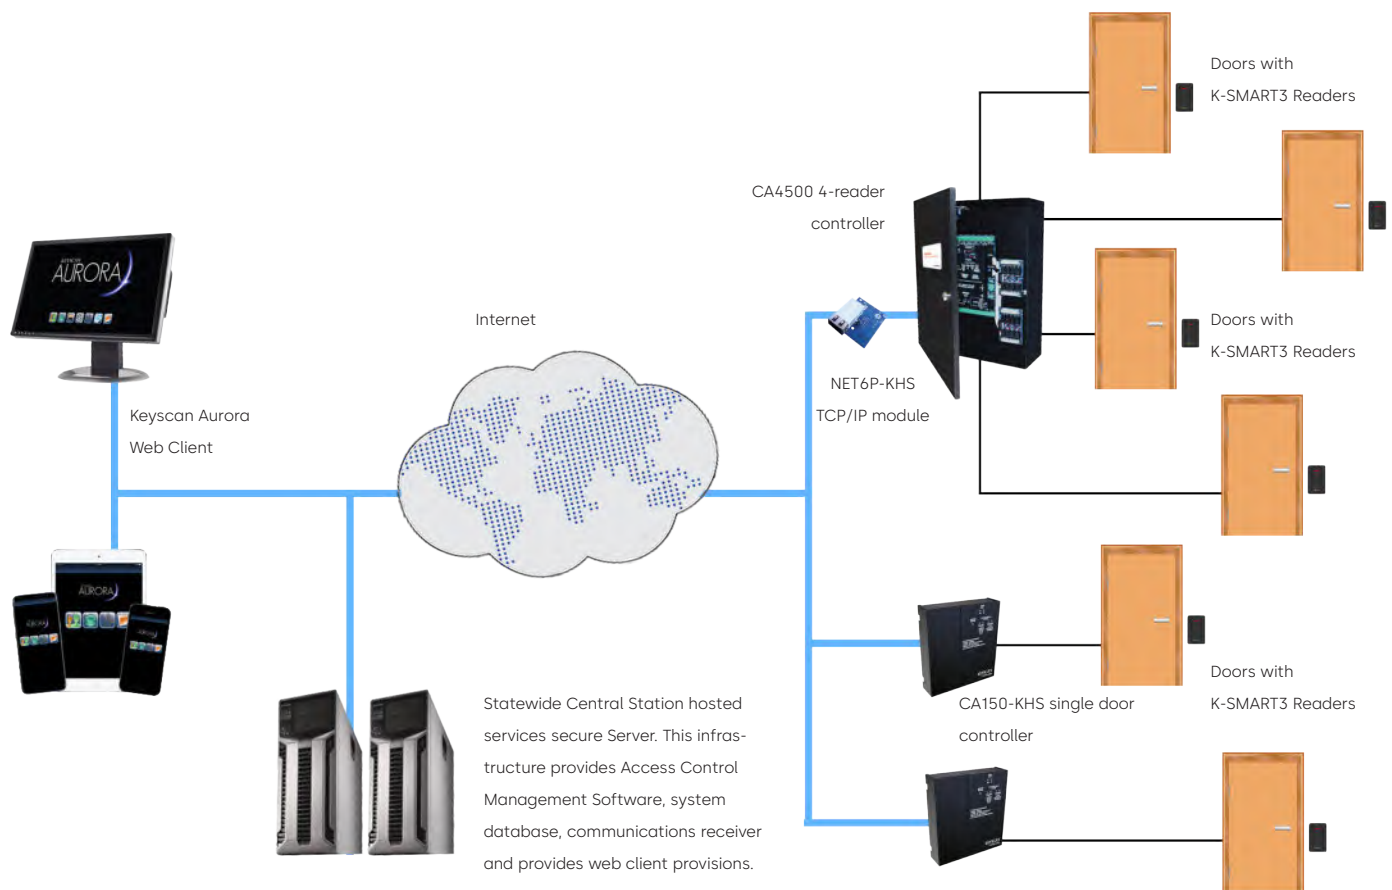 Doors with
K-SMART3 Readers
CA4500 4-reader
controller
AURORA
Internet
Doors with
K-SMART3 Readers
NET6P-KHS
TCP/IP module
Keyscan Aurora
Web Client
AURORA
Statewide Central Station hosted
services secure Server. This infras-
tructure provides Access Control
Management Software, system
database, communications receiver
and provides web client provisions.
CA150-KHS single door
controller
Doors with
K-SMART3 Readers